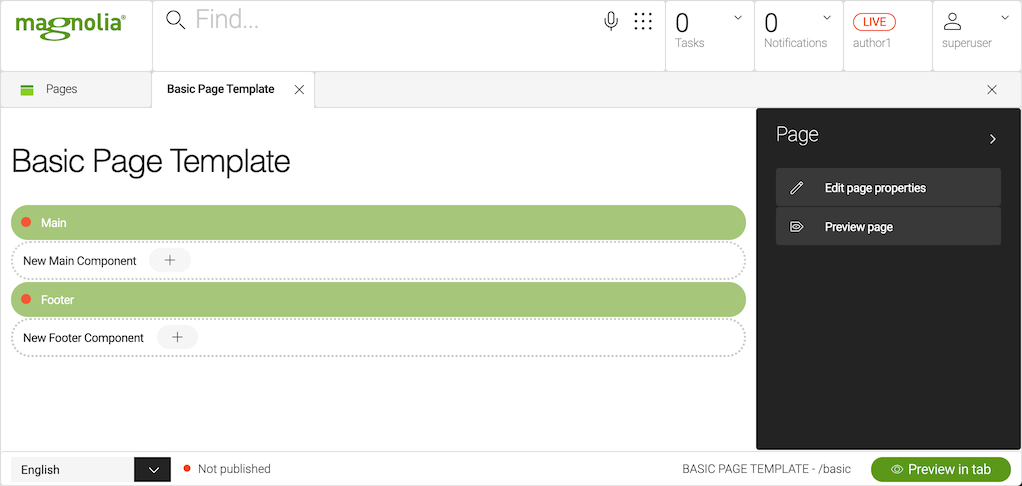 magnolia®
Find...
0
Tasks
0
Notifications
LIVE
author1
superuser
Pages
Basic Page Template
Page
Basic Page Template
Edit page properties
Main
Preview page
New Main Component
Footer
New Footer Component
English
Not published
BASIC PAGE TEMPLATE - /basic
Preview in tab